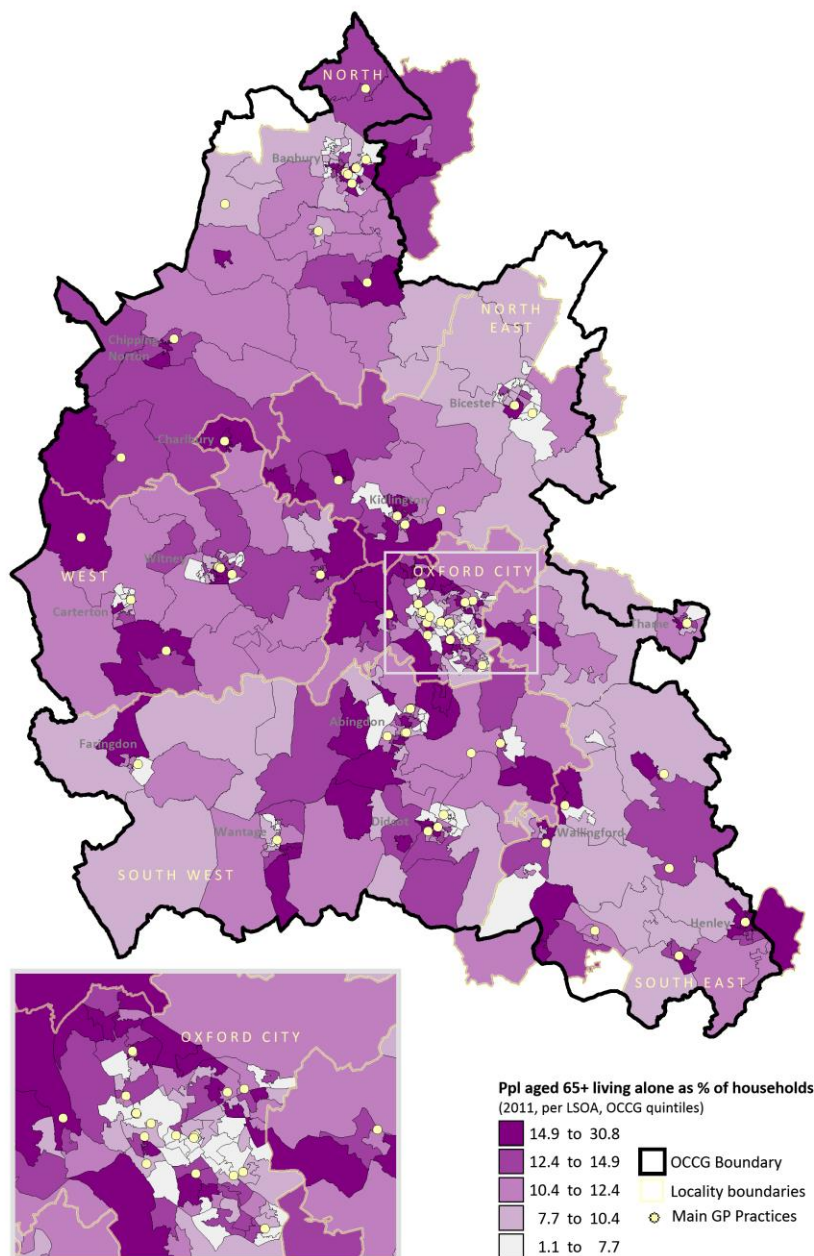 NORTH
Banbury
NORTH
EAST
Chipping
Norton
Bicester
Charlbury
Kidlington
OXFORD CITY
Witney
WEST
Carterton
Thame
Abingdon
Faringdon
Wantage
Didcot
Wallingford
SOUTH WEST
Henley
SOUTH EAST
OXFORD CITY
Ppl aged 65+ living alone as % of households
(2011, per LSOA, OCCG quintiles)
14.9 to 30.8
12.4 to 14.9
10.4 to 12.4
7.7 to 10.4
1.1 to 7.7
OCCG Boundary
Locality boundaries
Main GP Practices